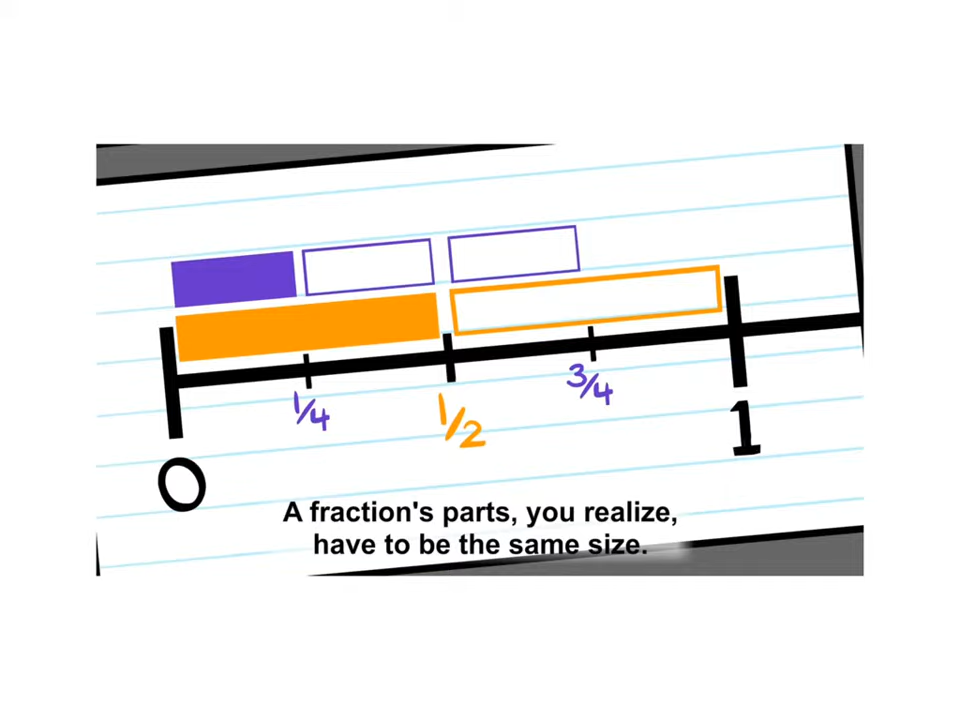 1/4
1/2
3/4
0
1
A fraction's parts, you realize,
have to be the same size.